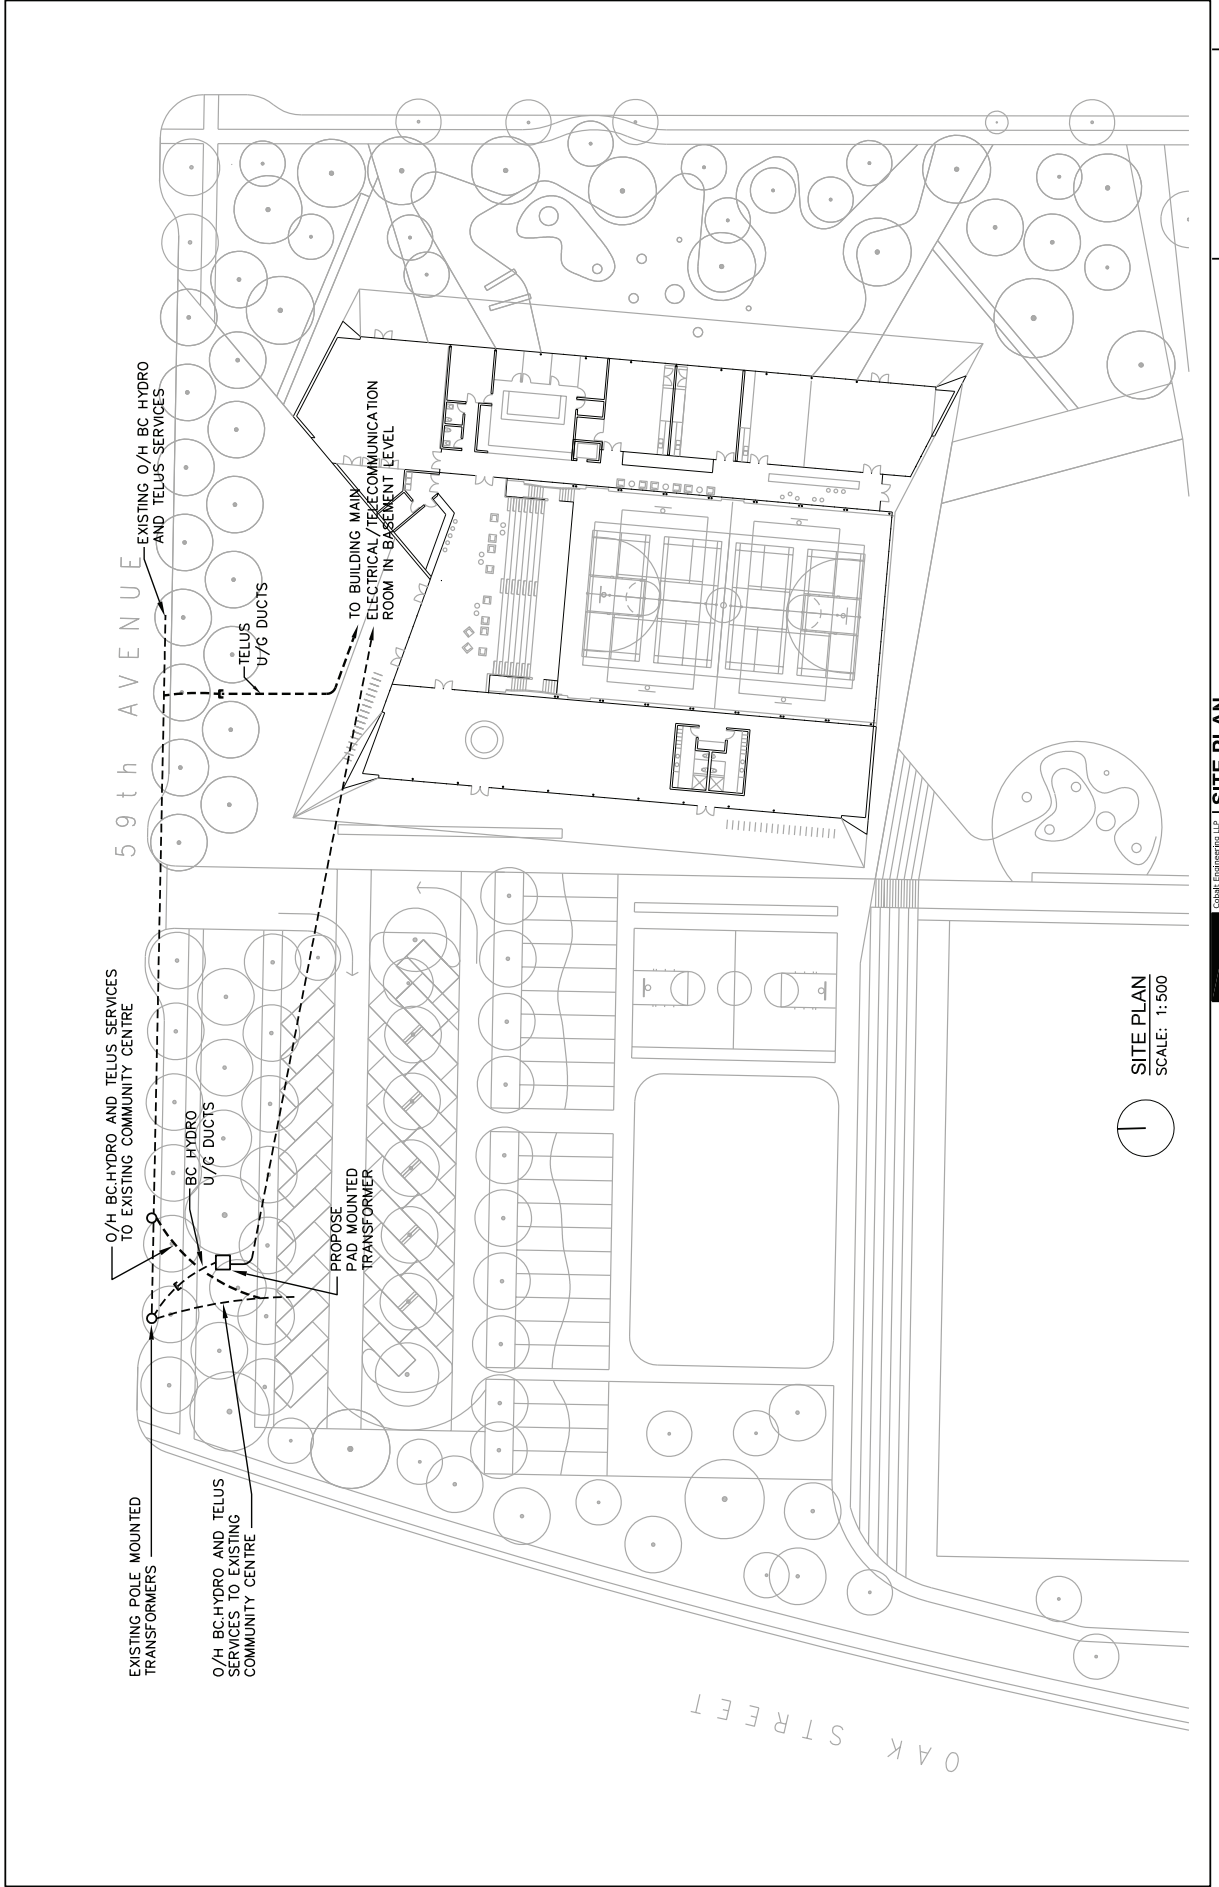 EXISTING POLE MOUNTED
TRANSFORMERS
O/H BC.HYDRO AND TELUS
SERVICES TO EXISTING
COMMUNITY CENTRE
O/H BC.HYDRO AND TELUS SERVICES
TO EXISTING COMMUNITY CENTRE
BC HYDRO
U/G DUCTS
PROPOSE
PAD MOUNTED
TRANSFORMER
59th AVENUE
EXISTING O/H BC HYDRO
AND TELUS SERVICES
TELUS
U/G DUCTS
TO BUILDING MAIN
ELECTRICAL/TELECOMMUNICATION
ROOM IN BASEMENT LEVEL
OAK STREET
SITE PLAN
SCALE: 1:500
Cobalt Engineering LLP
SITE PLAN